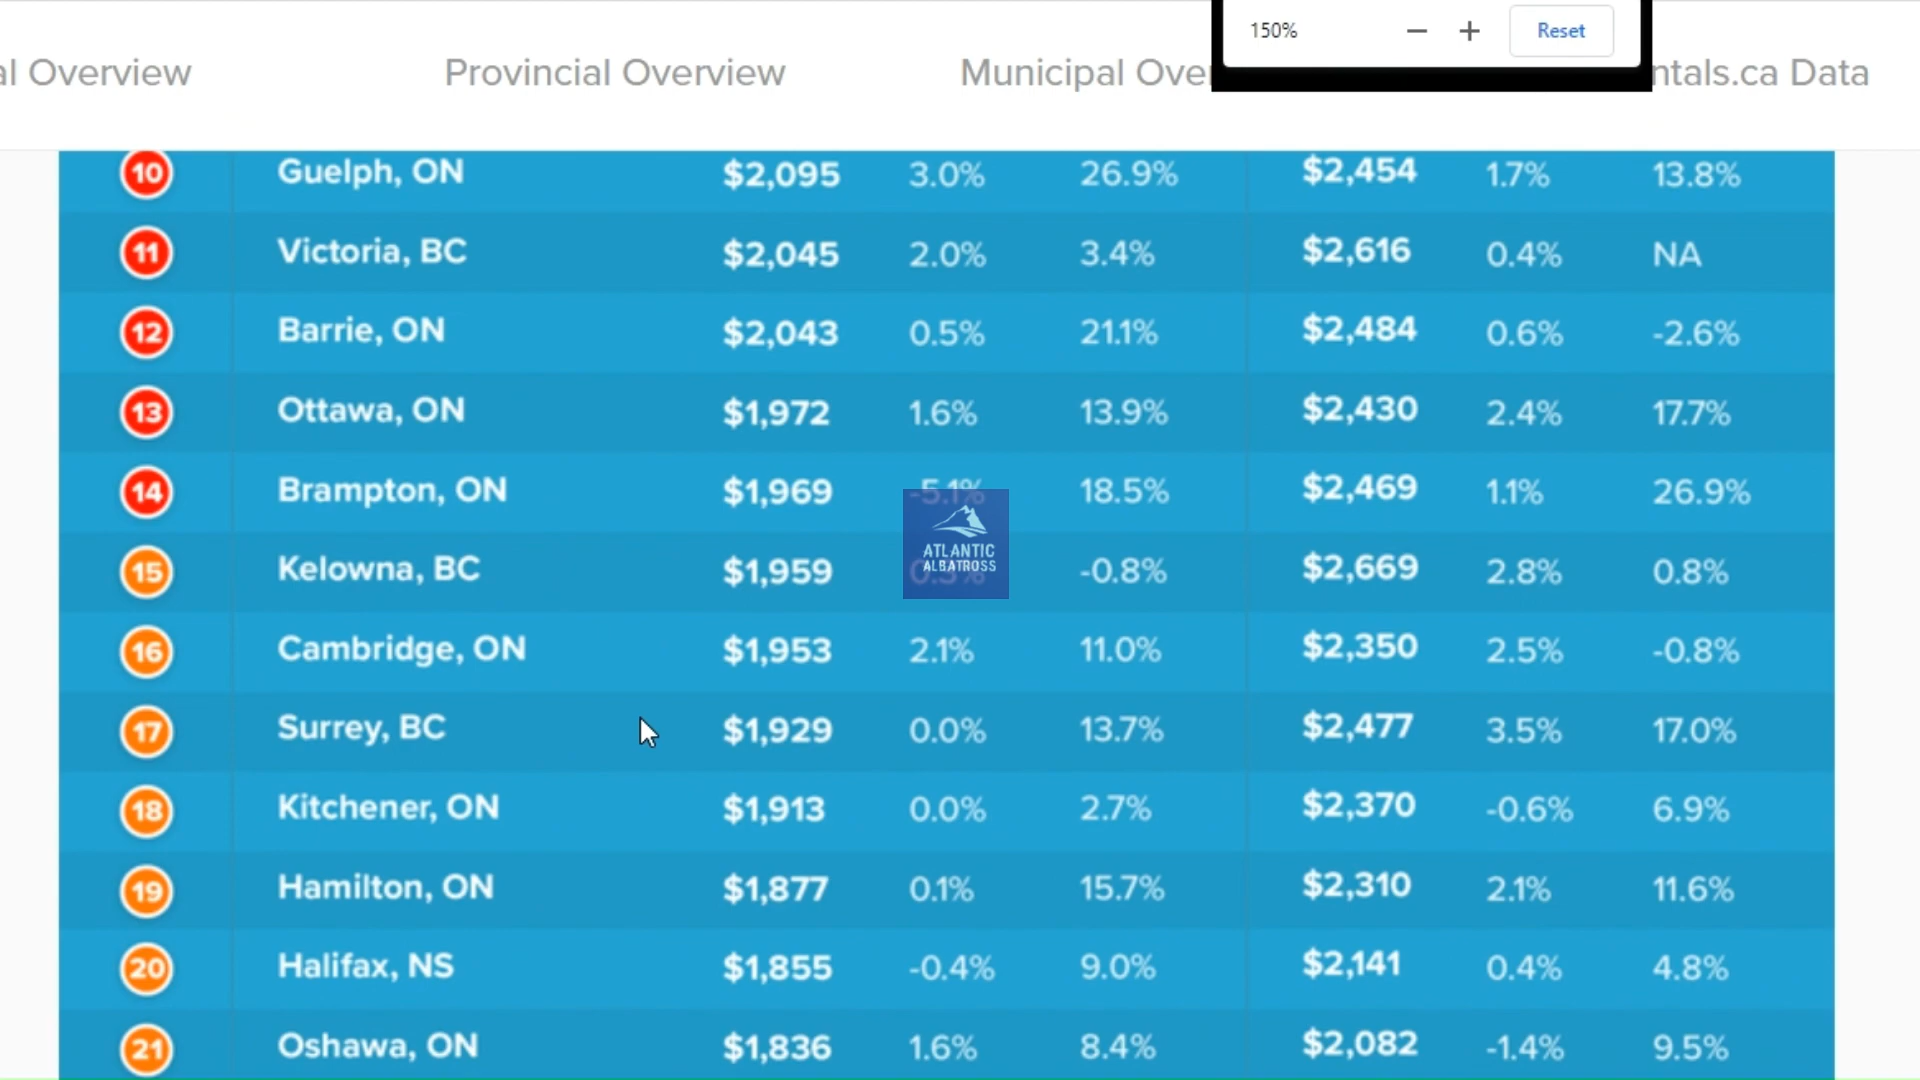 150% Reset
al Overview Provincial Overview Municipal Over ntals.ca Data
10 Guelph, ON $2,095 3.0% 26.9% $2,454 1.7% 13.8%
11 Victoria, BC $2,045 2.0% 3.4% $2,616 0.4% NA
12 Barrie, ON $2,043 0.5% 21.1% $2,484 0.6% -2.6%
13 Ottawa, ON $1,972 1.6% 13.9% $2,430 2.4% 17.7%
14 Brampton, ON $1,969 -5.1% 18.5% $2,469 1.1% 26.9%
ATLANTIC
ALBATROSS
15 Kelowna, BC $1,959 -0.8% $2,669 2.8% 0.8%
16 Cambridge, ON $1,953 2.1% 11.0% $2,350 2.5% -0.8%
17 Surrey, BC $1,929 0.0% 13.7% $2,477 3.5% 17.0%
18 Kitchener, ON $1,913 0.0% 2.7% $2,370 -0.6% 6.9%
19 Hamilton, ON $1,877 0.1% 15.7% $2,310 2.1% 11.6%
20 Halifax, NS $1,855 -0.4% 9.0% $2,141 0.4% 4.8%
21 Oshawa, ON $1,836 1.6% 8.4% $2,082 -1.4% 9.5%